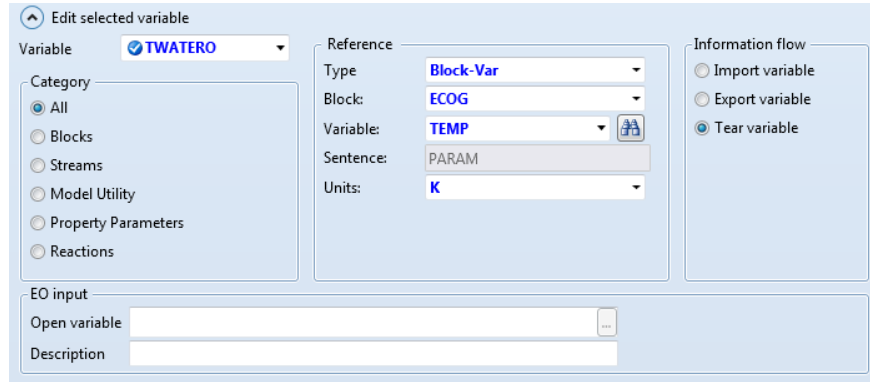 Edit selected variable
Variable TWATERO
Category
All
Blocks
Streams
Model Utility
Property Parameters
Reactions
Reference
Type Block-Var
Block: ECOG
Variable: TEMP
Sentence: PARAM
Units: K
Information flow
Import variable
Export variable
Tear variable
EO input
Open variable ...
Description